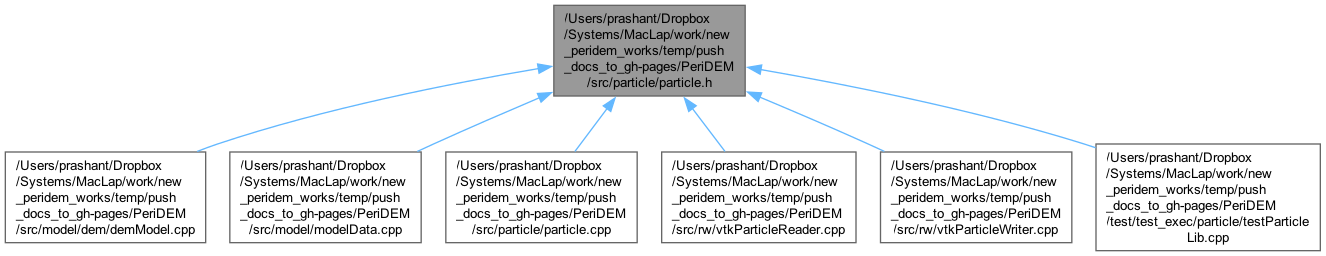 /Users/prashant/Dropbox
/Systems/MacLap/work/new
_peridem_works/temp/push
_docs_to_gh-pages/PeriDEM
/src/particle/particle.h
/Users/prashant/Dropbox
/Systems/MacLap/work/new
_peridem_works/temp/push
_docs_to_gh-pages/PeriDEM
/src/model/dem/demModel.cpp
/Users/prashant/Dropbox
/Systems/MacLap/work/new
_peridem_works/temp/push
_docs_to_gh-pages/PeriDEM
/src/model/modelData.cpp
/Users/prashant/Dropbox
/Systems/MacLap/work/new
_peridem_works/temp/push
_docs_to_gh-pages/PeriDEM
/src/particle/particle.cpp
/Users/prashant/Dropbox
/Systems/MacLap/work/new
_peridem_works/temp/push
_docs_to_gh-pages/PeriDEM
/src/rw/vtkParticleReader.cpp
/Users/prashant/Dropbox
/Systems/MacLap/work/new
_peridem_works/temp/push
_docs_to_gh-pages/PeriDEM
/src/rw/vtkParticleWriter.cpp
/Users/prashant/Dropbox
/Systems/MacLap/work/new
_peridem_works/temp/push
_docs_to_gh-pages/PeriDEM
/test/test_exec/particle/testParticle
Lib.cpp